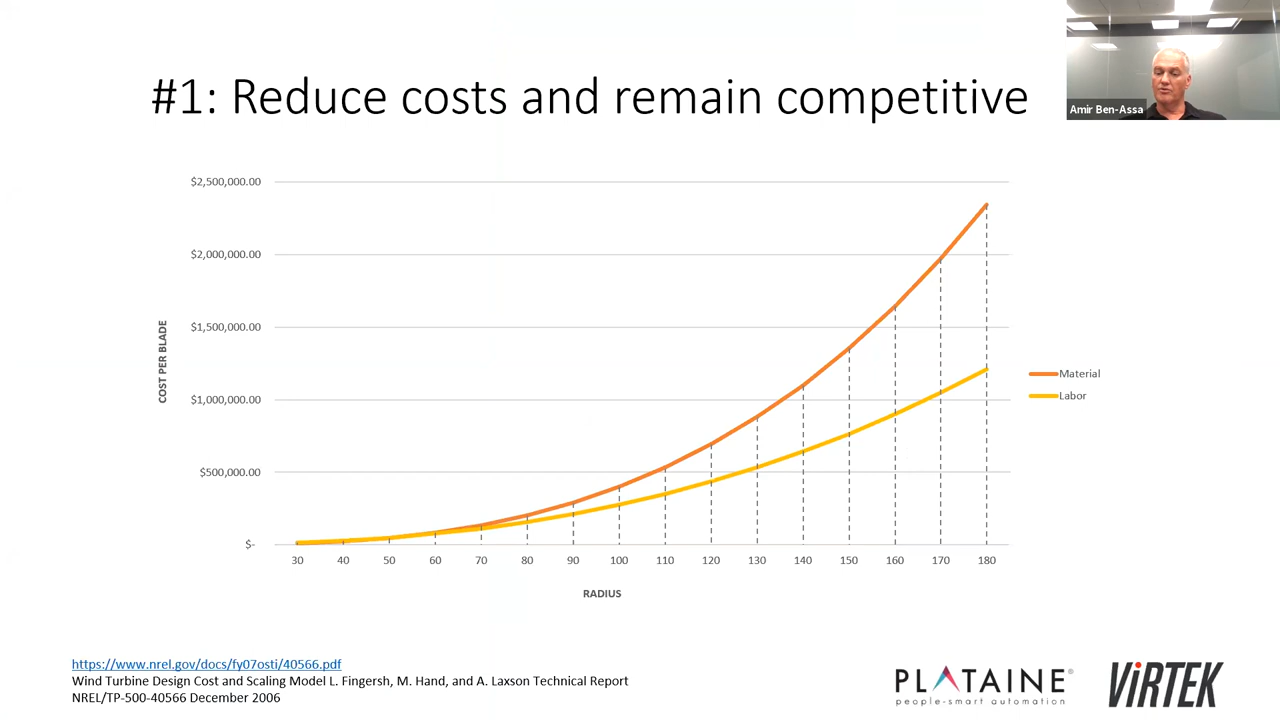 #1: Reduce costs and remain competitive
Amir Ben-Assa
$2,500,000.00
$2,000,000.00
$1,500,000.00
$1,000,000.00
$500,000.00
$-
COST PER BLADE
30 40 50 60 70 80 90 100 110 120 130 140 150 160 170 180
RADIUS
Material
Labor
https://www.nrel.gov/docs/fy07osti/40566.pdf
Wind Turbine Design Cost and Scaling Model L. Fingersh, M. Hand, and A. Laxson Technical Report
NREL/TP-500-40566 December 2006
PLATAINE®
people-smart automation
ViRTEK